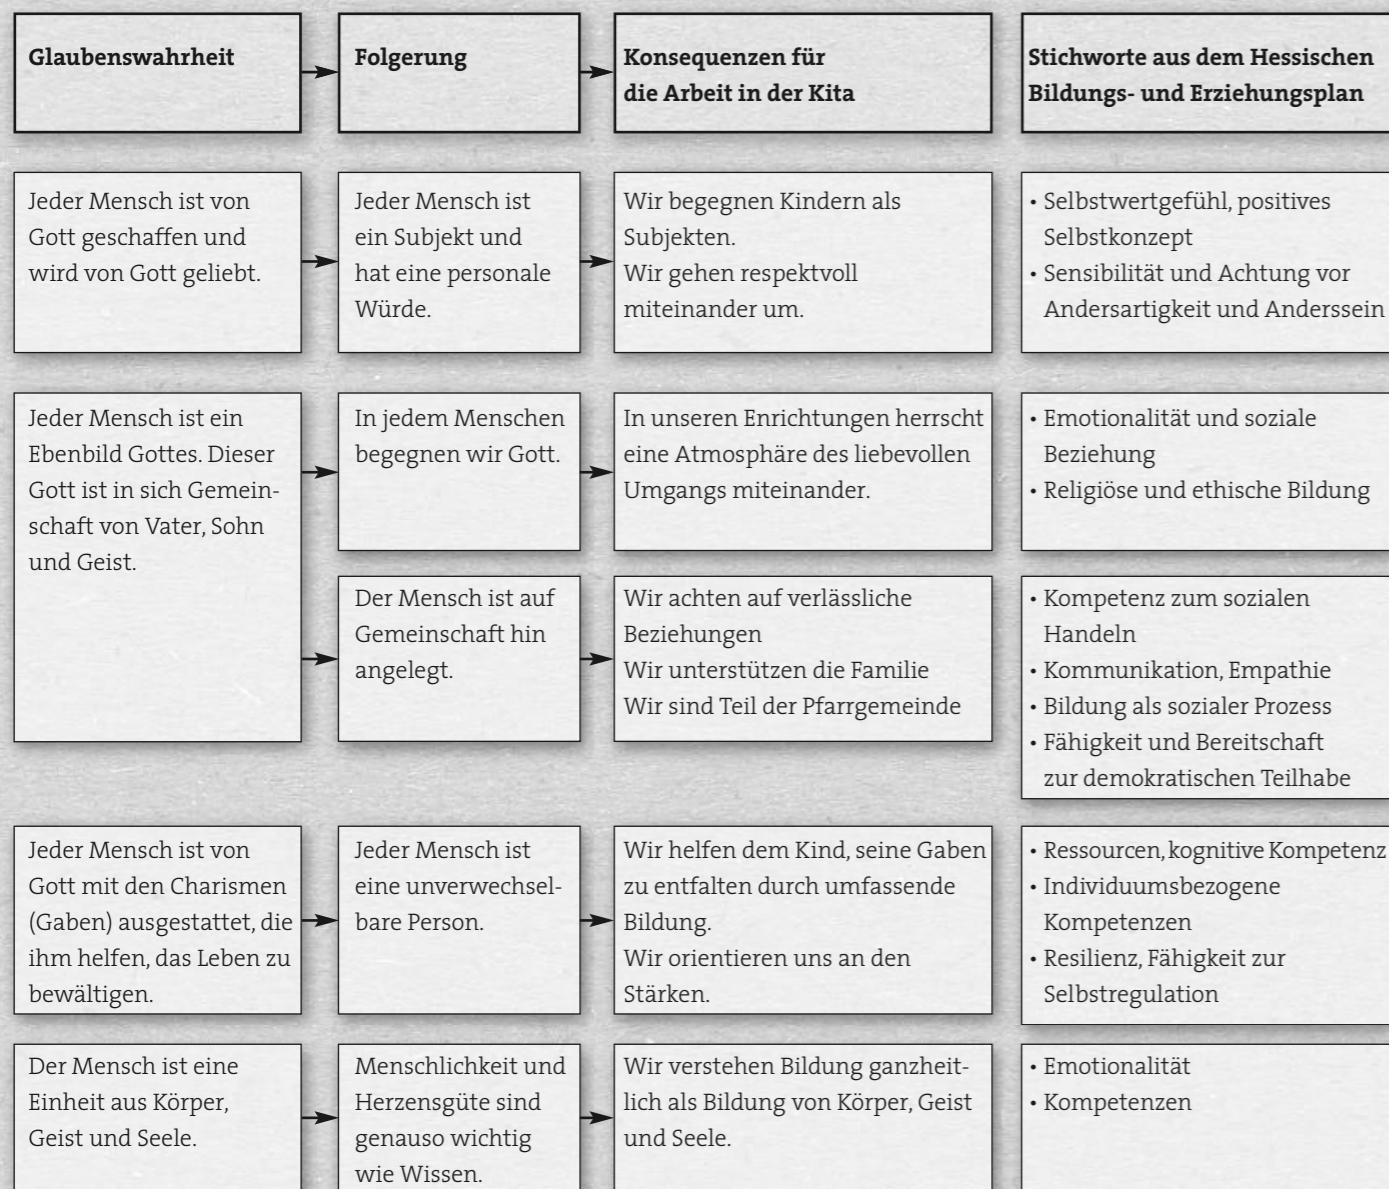 Glaubenswahrheit
Folgerung
Konsequenzen für
die Arbeit in der Kita
Stichworte aus dem Hessischen
Bildungs- und Erziehungsplan
Jeder Mensch ist von
Gott geschaffen und
wird von Gott geliebt.
Jeder Mensch ist
ein Subjekt und
hat eine personale
Würde.
Wir begegnen Kindern als
Subjekten.
Wir gehen respektvoll
miteinander um.
• Selbstwertgefühl, positives
Selbstkonzept
• Sensibilität und Achtung vor
Andersartigkeit und Anderssein
Jeder Mensch ist ein
Ebenbild Gottes. Dieser
Gott ist in sich Gemein-
schaft von Vater, Sohn
und Geist.
In jedem Menschen
begegnen wir Gott.
In unseren Enrichtungen herrscht
eine Atmosphäre des liebevollen
Umgangs miteinander.
• Emotionalität und soziale
Beziehung
• Religiöse und ethische Bildung
Der Mensch ist auf
Gemeinschaft hin
angelegt.
Wir achten auf verlässliche
Beziehungen
Wir unterstützen die Familie
Wir sind Teil der Pfarrgemeinde
• Kompetenz zum sozialen
Handeln
• Kommunikation, Empathie
• Bildung als sozialer Prozess
• Fähigkeit und Bereitschaft
zur demokratischen Teilhabe
Jeder Mensch ist von
Gott mit den Charismen
(Gaben) ausgestattet, die
ihm helfen, das Leben zu
bewältigen.
Jeder Mensch ist
eine unverwechsel-
bare Person.
Wir helfen dem Kind, seine Gaben
zu entfalten durch umfassende
Bildung.
Wir orientieren uns an den
Stärken.
• Ressourcen, kognitive Kompetenz
• Individuumsbezogene
Kompetenzen
• Resilienz, Fähigkeit zur
Selbstregulation
Der Mensch ist eine
Einheit aus Körper,
Geist und Seele.
Menschlichkeit und
Herzensgüte sind
genauso wichtig
wie Wissen.
Wir verstehen Bildung ganzheit-
lich als Bildung von Körper, Geist
und Seele.
• Emotionalität
• Kompetenzen